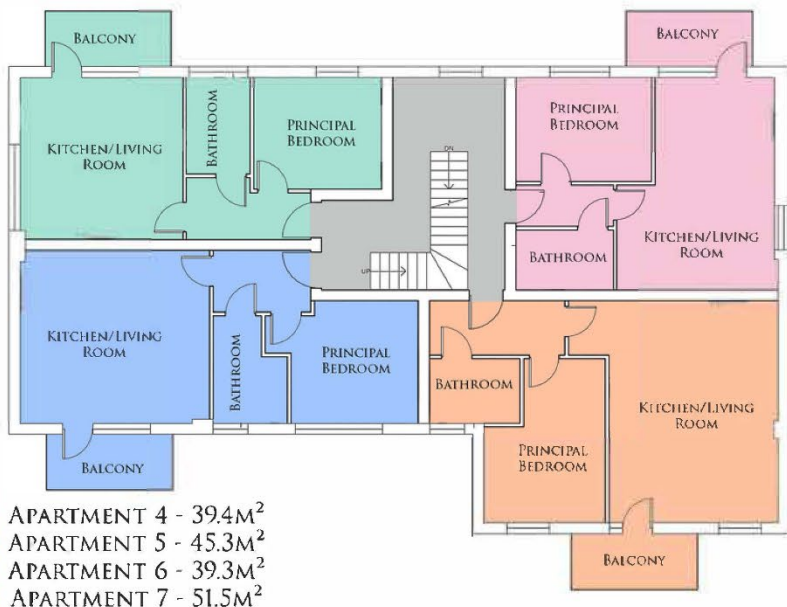 BALCONY
BALCONY
KITCHEN/LIVING
ROOM
BATHROOM
PRINCIPAL
BEDROOM
PRINCIPAL
BEDROOM
DN
KITCHEN/LIVING
ROOM
BATHROOM
UP
KITCHEN/LIVING
ROOM
BATHROOM
PRINCIPAL
BEDROOM
BATHROOM
KITCHEN/LIVING
ROOM
PRINCIPAL
BEDROOM
BALCONY
BALCONY
APARTMENT 4 - 39.4M²
APARTMENT 5 - 45.3M²
APARTMENT 6 - 39.3M²
APARTMENT 7 - 51.5M²